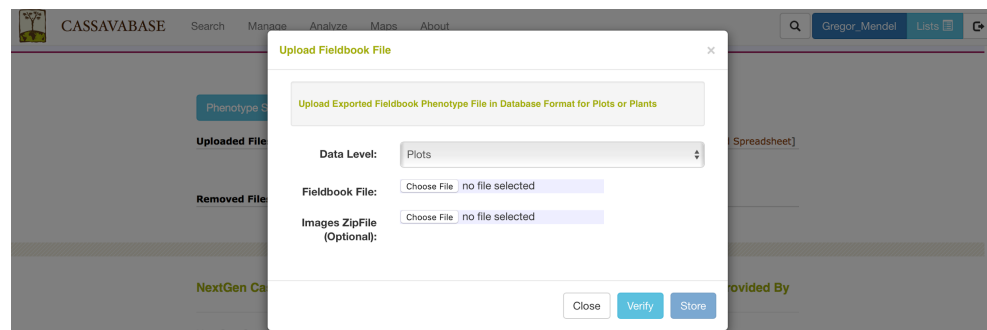 CASSAVABASE Search Manage Analyze Maps About Gregor_Mendel Lists
Upload Fieldbook File ×
Upload Exported Fieldbook Phenotype File in Database Format for Plots or Plants
Phenotype S
Uploaded File Spreadsheet]
Data Level: Plots
Fieldbook File: Choose File no file selected
Removed File
Images ZipFile Choose File no file selected
(Optional):
NextGen Ca ovided By
Close Verify Store